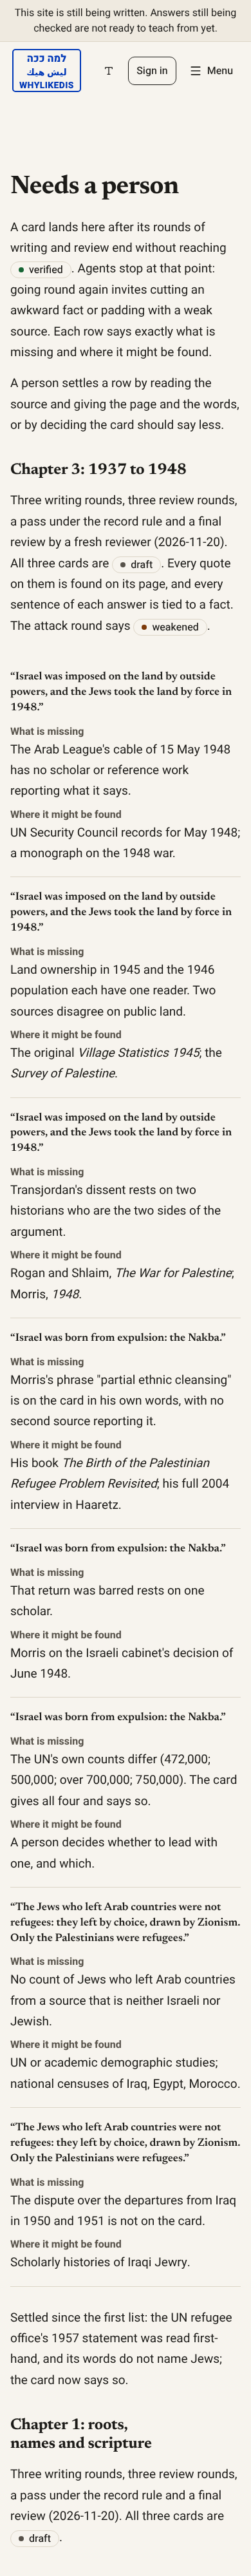 This site is still being written. Answers still being
checked are not ready to teach from yet.
למה ככה
ليش هيك
WHYLIKEDIS
T
Sign in
Menu
Needs a person
A card lands here after its rounds of
writing and review end without reaching
verified. Agents stop at that point:
going round again invites cutting an
awkward fact or padding with a weak
source. Each row says exactly what is
missing and where it might be found.
A person settles a row by reading the
source and giving the page and the words,
or by deciding the card should say less.
Chapter 3: 1937 to 1948
Three writing rounds, three review rounds,
a pass under the record rule and a final
review by a fresh reviewer (2026-11-20).
All three cards are draft. Every quote
on them is found on its page, and every
sentence of each answer is tied to a fact.
The attack round says weakened.
“Israel was imposed on the land by outside
powers, and the Jews took the land by force in
1948.”
What is missing
The Arab League's cable of 15 May 1948
has no scholar or reference work
reporting what it says.
Where it might be found
UN Security Council records for May 1948;
a monograph on the 1948 war.
“Israel was imposed on the land by outside
powers, and the Jews took the land by force in
1948.”
What is missing
Land ownership in 1945 and the 1946
population each have one reader. Two
sources disagree on public land.
Where it might be found
The original Village Statistics 1945; the
Survey of Palestine.
“Israel was imposed on the land by outside
powers, and the Jews took the land by force in
1948.”
What is missing
Transjordan's dissent rests on two
historians who are the two sides of the
argument.
Where it might be found
Rogan and Shlaim, The War for Palestine;
Morris, 1948.
“Israel was born from expulsion: the Nakba.”
What is missing
Morris's phrase "partial ethnic cleansing"
is on the card in his own words, with no
second source reporting it.
Where it might be found
His book The Birth of the Palestinian
Refugee Problem Revisited; his full 2004
interview in Haaretz.
“Israel was born from expulsion: the Nakba.”
What is missing
That return was barred rests on one
scholar.
Where it might be found
Morris on the Israeli cabinet's decision of
June 1948.
“Israel was born from expulsion: the Nakba.”
What is missing
The UN's own counts differ (472,000;
500,000; over 700,000; 750,000). The card
gives all four and says so.
Where it might be found
A person decides whether to lead with
one, and which.
“The Jews who left Arab countries were not
refugees: they left by choice, drawn by Zionism.
Only the Palestinians were refugees.”
What is missing
No count of Jews who left Arab countries
from a source that is neither Israeli nor
Jewish.
Where it might be found
UN or academic demographic studies;
national censuses of Iraq, Egypt, Morocco.
“The Jews who left Arab countries were not
refugees: they left by choice, drawn by Zionism.
Only the Palestinians were refugees.”
What is missing
The dispute over the departures from Iraq
in 1950 and 1951 is not on the card.
Where it might be found
Scholarly histories of Iraqi Jewry.
Settled since the first list: the UN refugee
office's 1957 statement was read first-
hand, and its words do not name Jews;
the card now says so.
Chapter 1: roots,
names and scripture
Three writing rounds, three review rounds,
a pass under the record rule and a final
review (2026-11-20). All three cards are
draft.